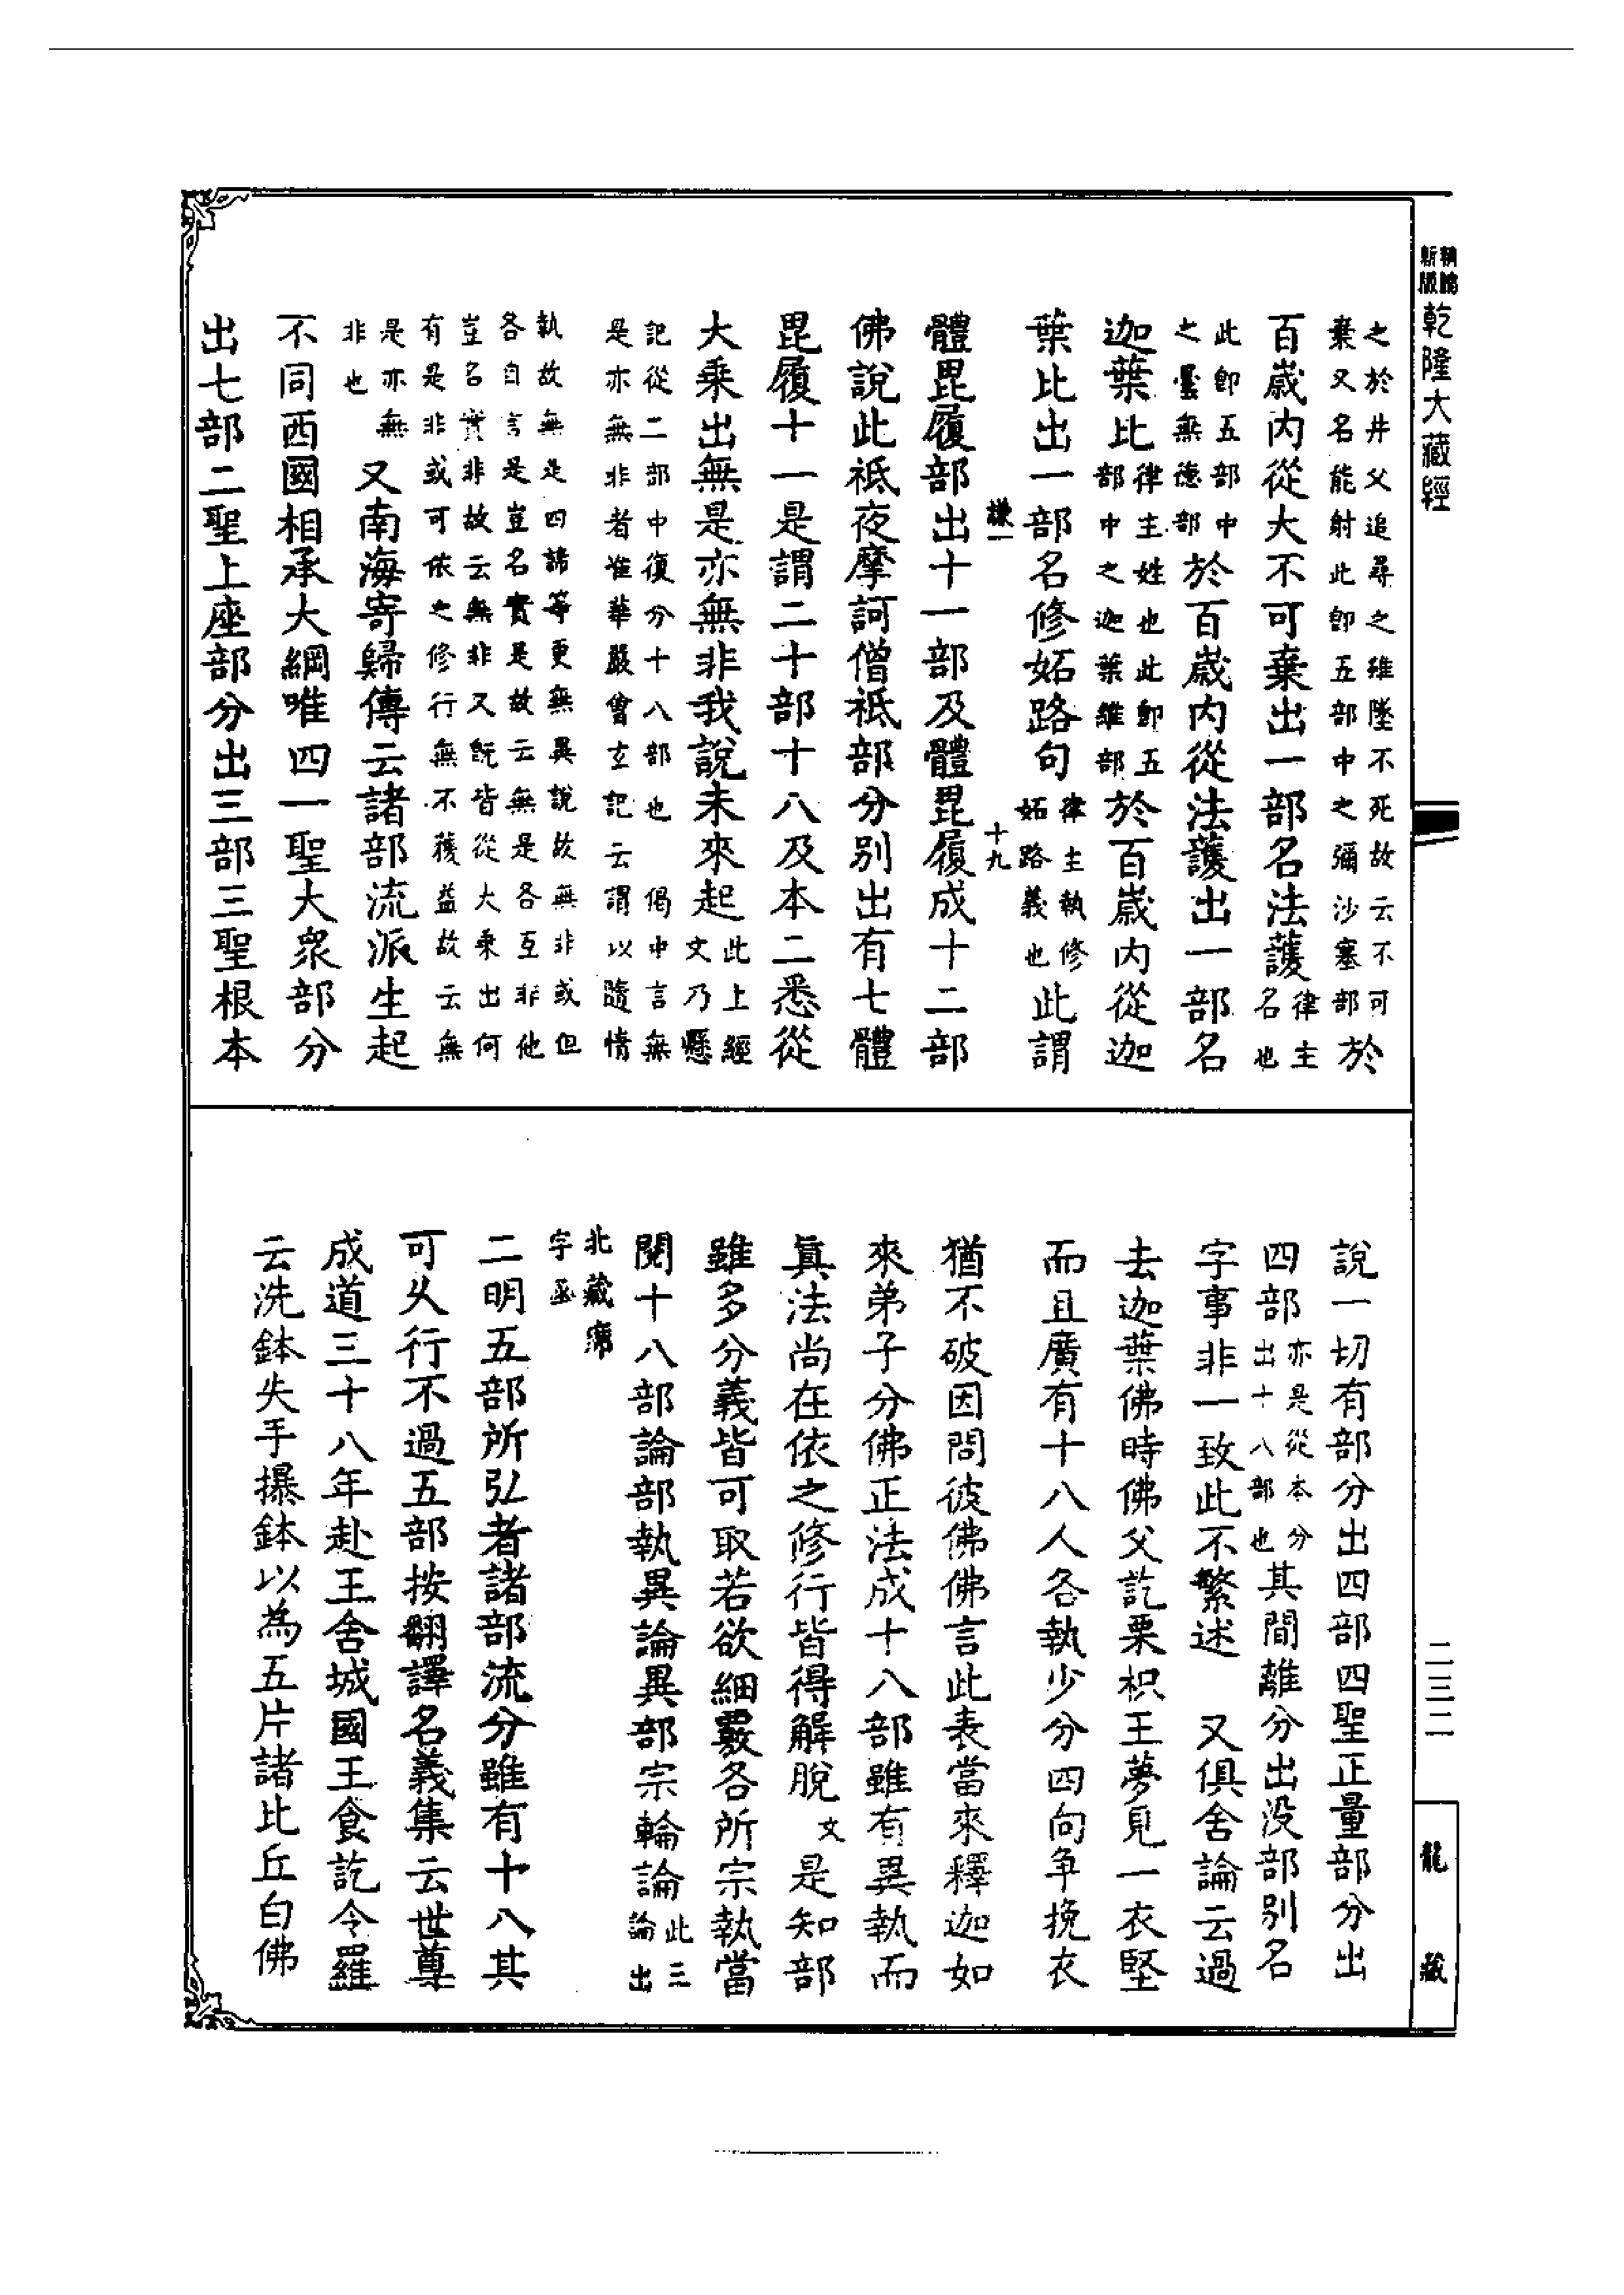 新版
乾隆大藏經
之於井父追尋之維墜不死故云不可
棄又名能射此卽五部中之彌沙塞部
於
百歲內從大不可棄出一部名法護
律主
名也
此卽五部中
之曇無德部
於百歲內從法護出一部名
迦葉比
律主姓也此卽五
部中之迦葉維部
於百歲內從迦
葉比出一部名修妬路句
律主執修
妬路義也
此謂
謙一
十九
體毘履部出十一部及體毘履成十二部
佛說此祇夜摩訶僧祇部分別出有七體
毘履十一是謂二十部十八及本二悉從
大乘出無是亦無非我說未來起
此上經
文乃懸
記從二部中復分十八部也偈中言無
是亦無非者准華嚴會玄記云謂以隨情
執故無是四諦等更無異說故無非或但
各自言是豈名實是故云無是各互非他
豈名實非故云無非又既皆從大乘出何
有是非或可依之修行無不獲益故云無
是亦無
非也
又南海寄歸傳云諸部流派生起
不同西國相承大綱唯四一聖大衆部分
出七部二聖上座部分出三部三聖根本
說一切有部分出四部四聖正量部分出
四部
亦是從本分
出十八部也
其間離分出没部别名
字事非一致此不繁述　又俱舍論云過
去迦葉佛時佛父訖栗枳王夢見一衣堅
而且廣有十八人各執少分四向爭挽衣
猶不破因問彼佛佛言此表當來釋迦如
來弟子分佛正法成十八部雖有異執而
眞法尚在依之修行皆得解脫
文
是知部
雖多分義皆可取若欲細覈各所宗執當
閱十八部論部執異論異部宗輪論
此三
論出
北藏
字
二明五部所弘者諸部流分雖有十八其
可久行不過五部按翻譯名義集云世尊
成道三十八年赴王舍城國王食訖令羅
云洗鉢失手撲鉢以為五片諸比丘白佛
二三二
龍藏